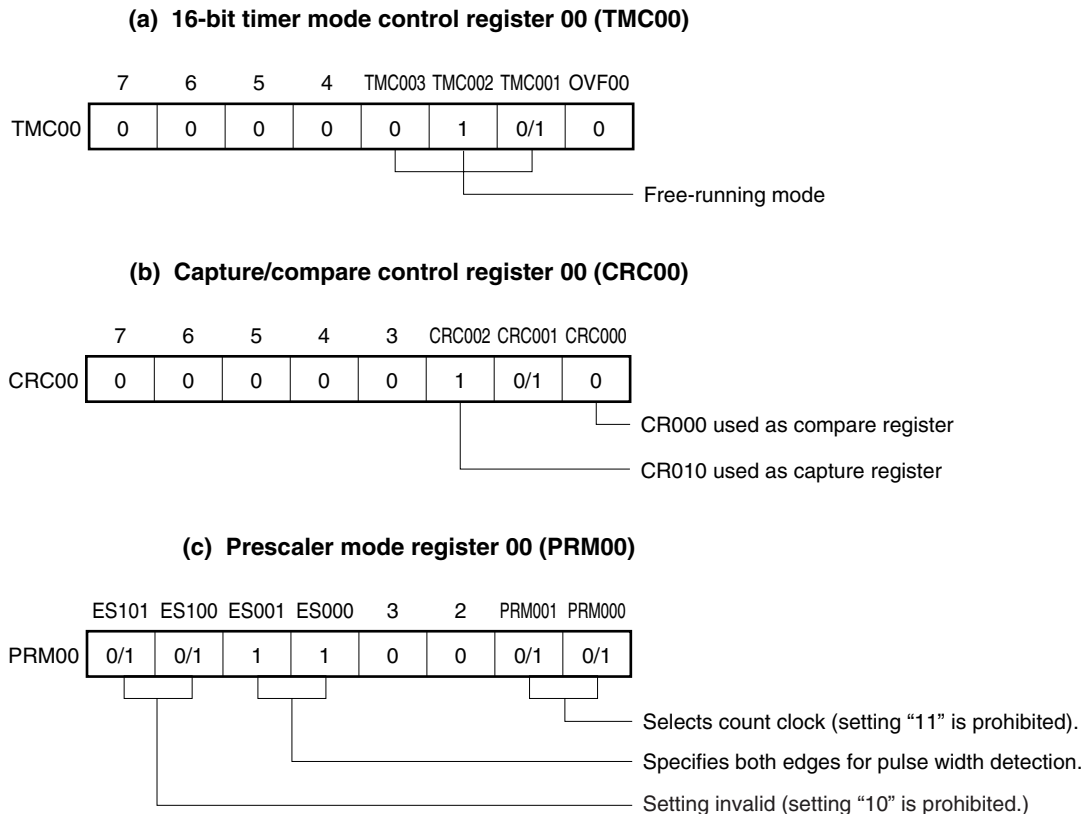 (a) 16-bit timer mode control register 00 (TMC00)
7 6 5 4 TMC003 TMC002 TMC001 OVF00
TMC00 0 0 0 0 0 1 0/1 0
Free-running mode
(b) Capture/compare control register 00 (CRC00)
7 6 5 4 3 CRC002 CRC001 CRC000
CRC00 0 0 0 0 0 1 0/1 0
CR000 used as compare register
CR010 used as capture register
(c) Prescaler mode register 00 (PRM00)
ES101 ES100 ES001 ES000 3 2 PRM001 PRM000
PRM00 0/1 0/1 1 1 0 0 0/1 0/1
Selects count clock (setting “11” is prohibited).
Specifies both edges for pulse width detection.
Setting invalid (setting “10” is prohibited.)